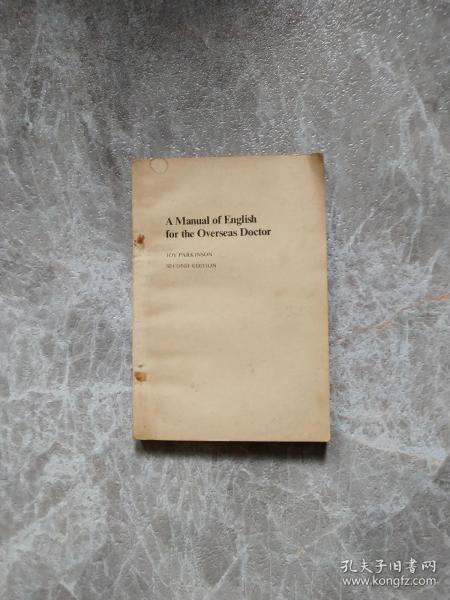 A Manual of English
for the Overseas Doctor
JOY PARKINSON
SECOND EDITION
孔夫子旧书网
www.kongfz.com